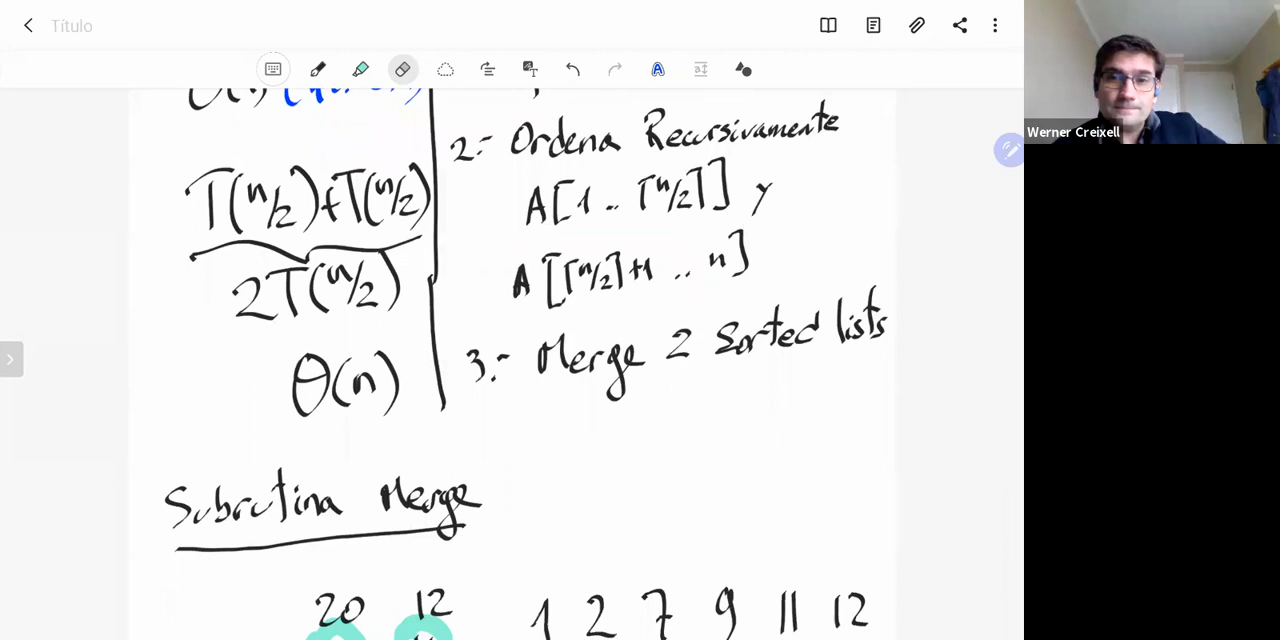 Título
Werner Creixell
2.- Ordena Recursivamente
A[1.. ⌈n/2⌉] y
A[⌈n/2⌉+1 .. n]
3.- Merge 2 Sorted lists
T(n/2)+T(n/2)
2T(n/2)
Θ(n)
Subrutina Merge
20 12 1 2 7 9 11 12